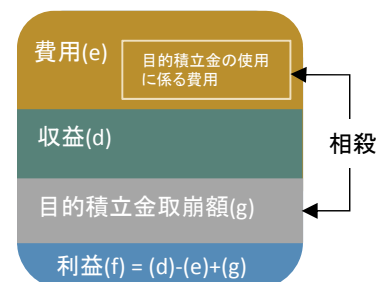 費用(e)
目的積立金の使用
に係る費用
収益(d)
相殺
目的積立金取崩額(g)
利益(f) = (d)-(e)+(g)